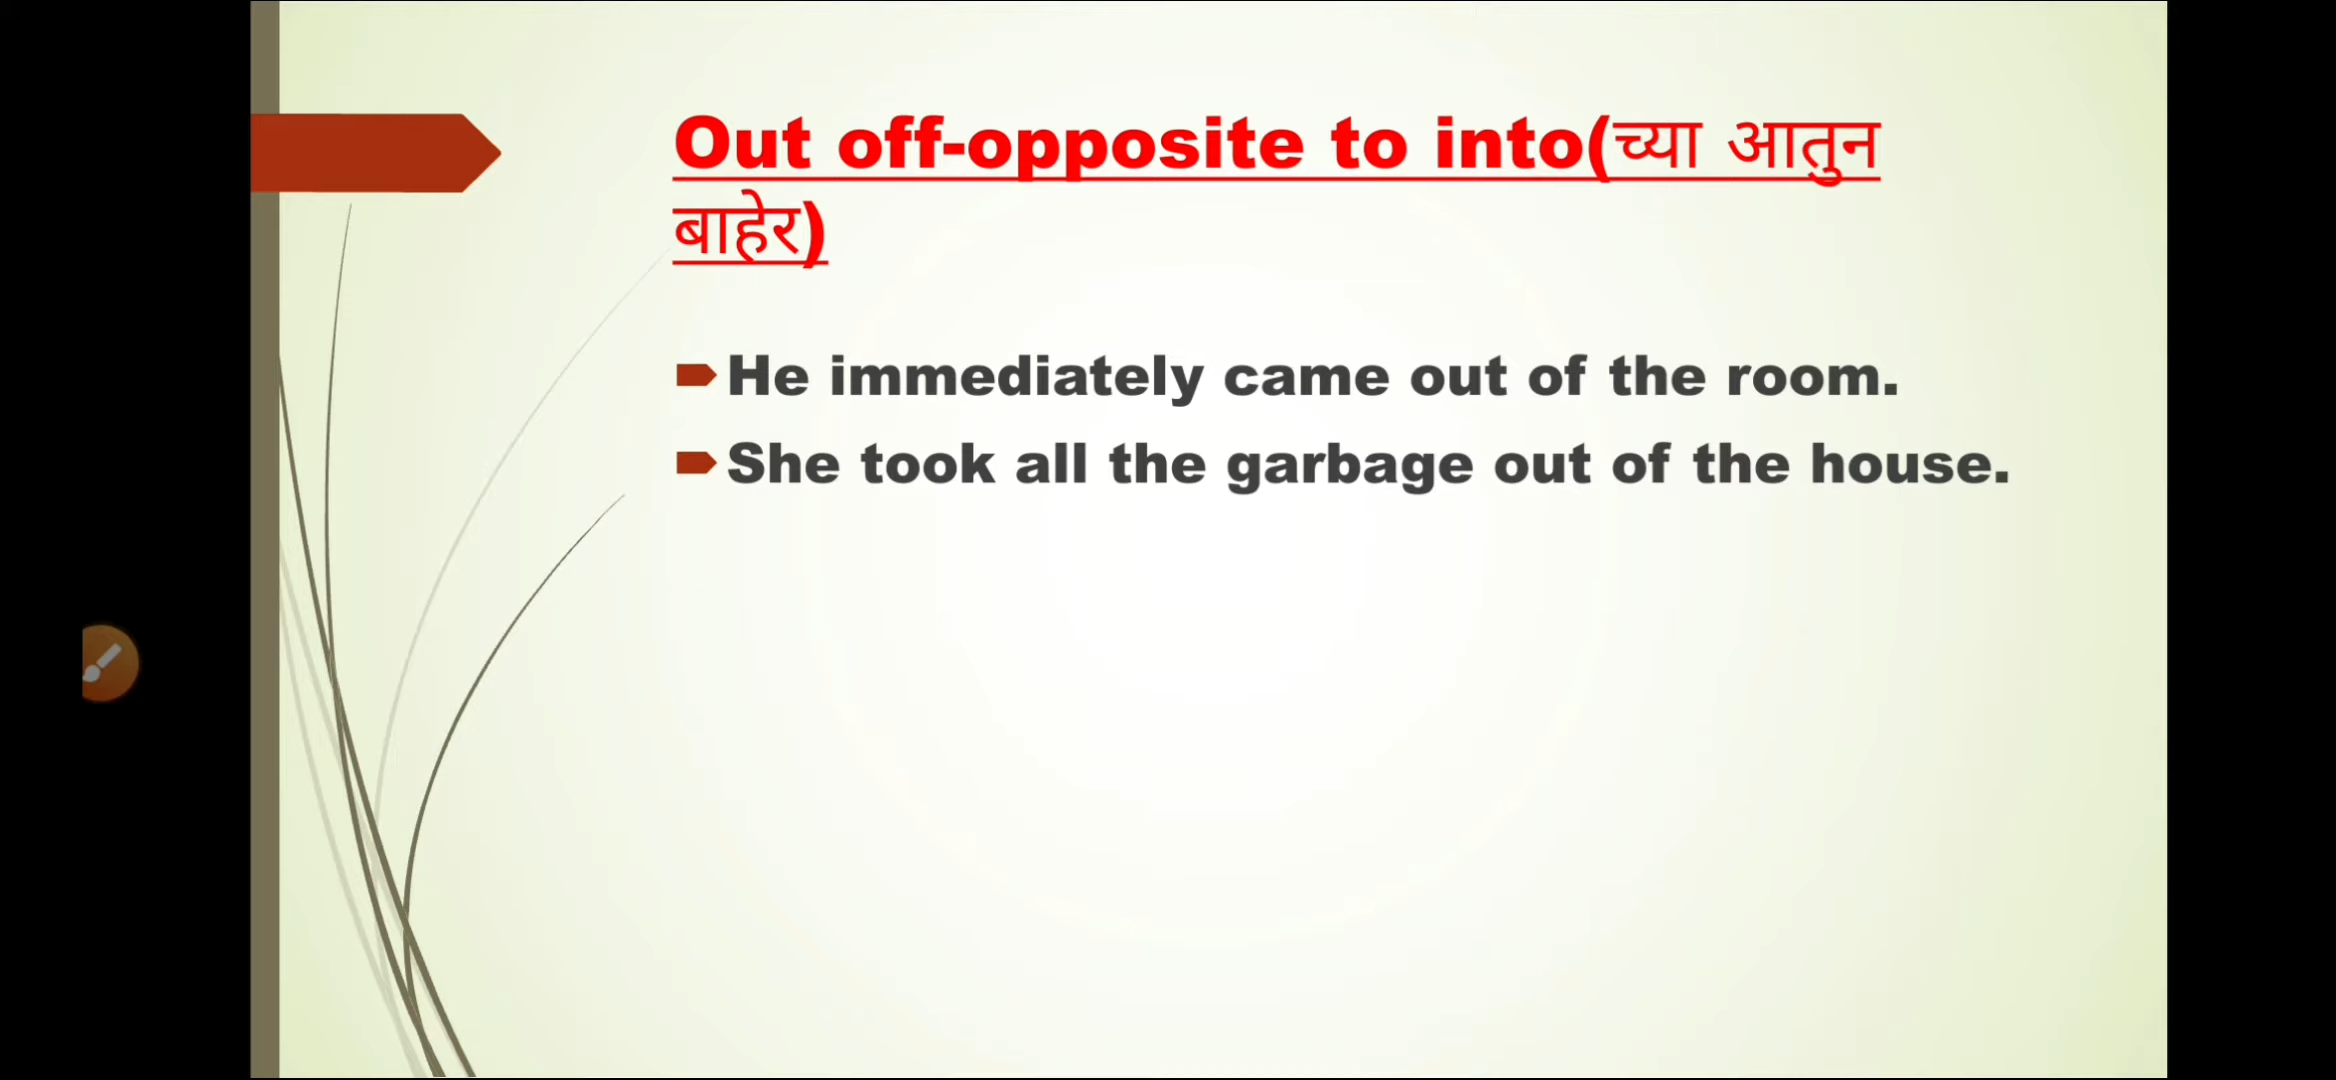 Out off-opposite to into(च्या आतुन
बाहेर)
He immediately came out of the room.
She took all the garbage out of the house.